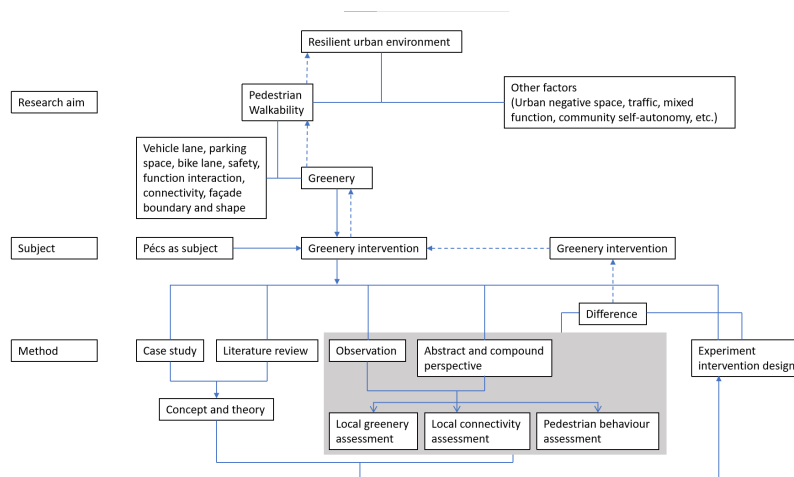 Resilient urban environment
Research aim
Pedestrian
Walkability
Other factors
(Urban negative space, traffic, mixed
function, community self-autonomy, etc.)
Vehicle lane, parking
space, bike lane, safety,
function interaction,
connectivity, façade
boundary and shape
Greenery
Subject
Pécs as subject
Greenery intervention
Greenery intervention
Difference
Method
Case study
Literature review
Observation
Abstract and compound
perspective
Experiment
intervention design
Concept and theory
Local greenery
assessment
Local connectivity
assessment
Pedestrian behaviour
assessment